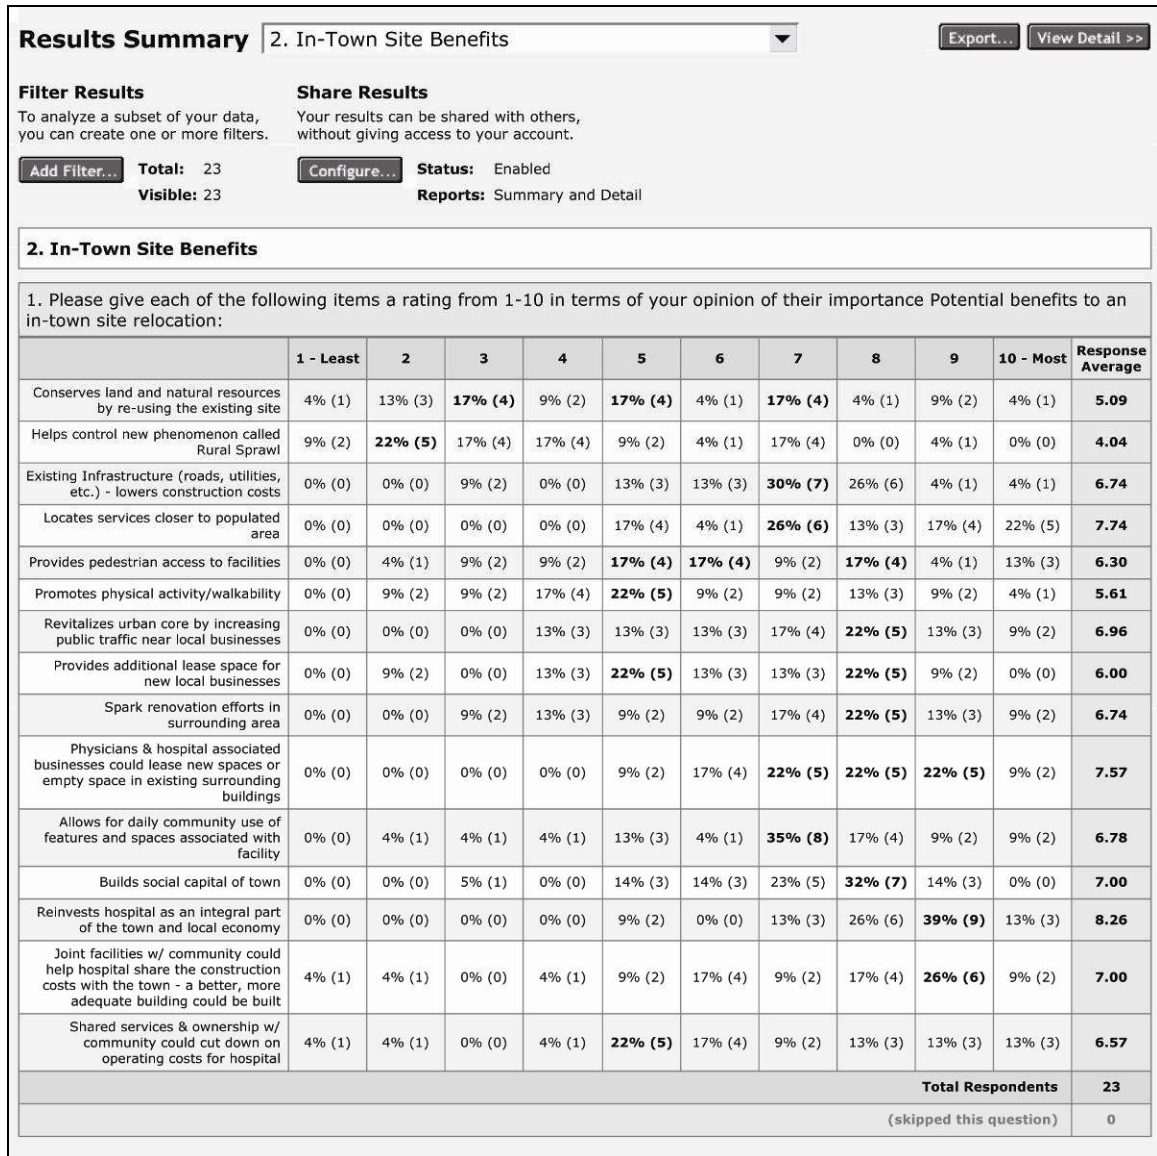 Results Summary 2. In-Town Site Benefits Export... View Detail >>
Filter Results Share Results
To analyze a subset of your data, Your results can be shared with others,
you can create one or more filters. without giving access to your account.
Add Filter... Total: 23 Configure... Status: Enabled
Visible: 23 Reports: Summary and Detail
2. In-Town Site Benefits
1. Please give each of the following items a rating from 1-10 in terms of your opinion of their importance Potential benefits to an
in-town site relocation:
1 - Least 2 3 4 5 6 7 8 9 10 - Most Response
Average
Conserves land and natural resources
by re-using the existing site 4% (1) 13% (3) 17% (4) 9% (2) 17% (4) 4% (1) 17% (4) 4% (1) 9% (2) 4% (1) 5.09
Helps control new phenomenon called
Rural Sprawl 9% (2) 22% (5) 17% (4) 17% (4) 9% (2) 4% (1) 17% (4) 0% (0) 4% (1) 0% (0) 4.04
Existing Infrastructure (roads, utilities,
etc.) - lowers construction costs 0% (0) 0% (0) 9% (2) 0% (0) 13% (3) 13% (3) 30% (7) 26% (6) 4% (1) 4% (1) 6.74
Locates services closer to populated
area 0% (0) 0% (0) 0% (0) 0% (0) 17% (4) 4% (1) 26% (6) 13% (3) 17% (4) 22% (5) 7.74
Provides pedestrian access to facilities 0% (0) 4% (1) 9% (2) 9% (2) 17% (4) 17% (4) 9% (2) 17% (4) 4% (1) 13% (3) 6.30
Promotes physical activity/walkability 0% (0) 9% (2) 9% (2) 17% (4) 22% (5) 9% (2) 9% (2) 13% (3) 9% (2) 4% (1) 5.61
Revitalizes urban core by increasing
public traffic near local businesses 0% (0) 0% (0) 0% (0) 13% (3) 13% (3) 13% (3) 17% (4) 22% (5) 13% (3) 9% (2) 6.96
Provides additional lease space for
new local businesses 0% (0) 9% (2) 0% (0) 13% (3) 22% (5) 13% (3) 13% (3) 22% (5) 9% (2) 0% (0) 6.00
Spark renovation efforts in
surrounding area 0% (0) 0% (0) 9% (2) 13% (3) 9% (2) 9% (2) 17% (4) 22% (5) 13% (3) 9% (2) 6.74
Physicians & hospital associated
businesses could lease new spaces or
empty space in existing surrounding
buildings 0% (0) 0% (0) 0% (0) 0% (0) 9% (2) 17% (4) 22% (5) 22% (5) 22% (5) 9% (2) 7.57
Allows for daily community use of
features and spaces associated with
facility 0% (0) 4% (1) 4% (1) 4% (1) 13% (3) 4% (1) 35% (8) 17% (4) 9% (2) 9% (2) 6.78
Builds social capital of town 0% (0) 0% (0) 5% (1) 0% (0) 14% (3) 14% (3) 23% (5) 32% (7) 14% (3) 0% (0) 7.00
Reinvests hospital as an integral part
of the town and local economy 0% (0) 0% (0) 0% (0) 0% (0) 9% (2) 0% (0) 13% (3) 26% (6) 39% (9) 13% (3) 8.26
Joint facilities w/ community could
help hospital share the construction
costs with the town - a better, more
adequate building could be built 4% (1) 4% (1) 0% (0) 4% (1) 9% (2) 17% (4) 9% (2) 17% (4) 26% (6) 9% (2) 7.00
Shared services & ownership w/
community could cut down on
operating costs for hospital 4% (1) 4% (1) 0% (0) 4% (1) 22% (5) 17% (4) 9% (2) 13% (3) 13% (3) 13% (3) 6.57
Total Respondents 23
(skipped this question) 0